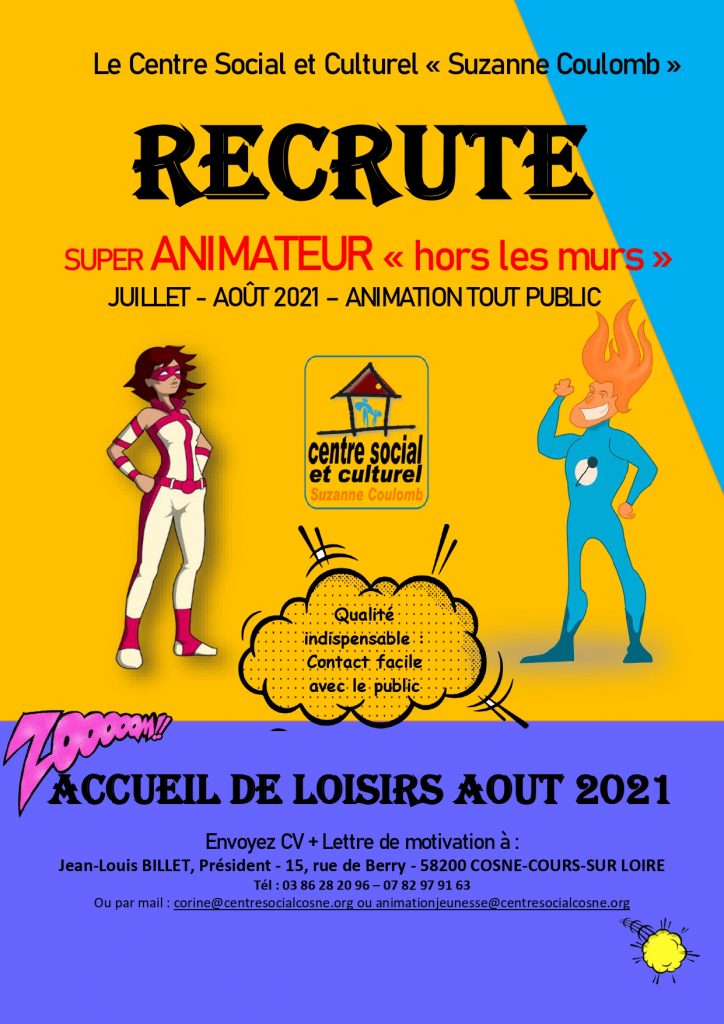 Le Centre Social et Culturel « Suzanne Coulomb »
RECRUTE
SUPER ANIMATEUR « hors les murs »
JUILLET - AOÛT 2021 – ANIMATION TOUT PUBLIC
centre social
et culturel
Suzanne Coulomb
Qualité
indispensable :
Contact facile
avec le public
ZOOOOOM!!
ACCUEIL DE LOISIRS AOUT 2021
Envoyez CV + Lettre de motivation à :
Jean-Louis BILLET, Président - 15, rue de Berry - 58200 COSNE-COURS-SUR LOIRE
Tél : 03 86 28 20 96 – 07 82 97 91 63
Ou par mail : corine@centresocialcosne.org ou animationjeunesse@centresocialcosne.org